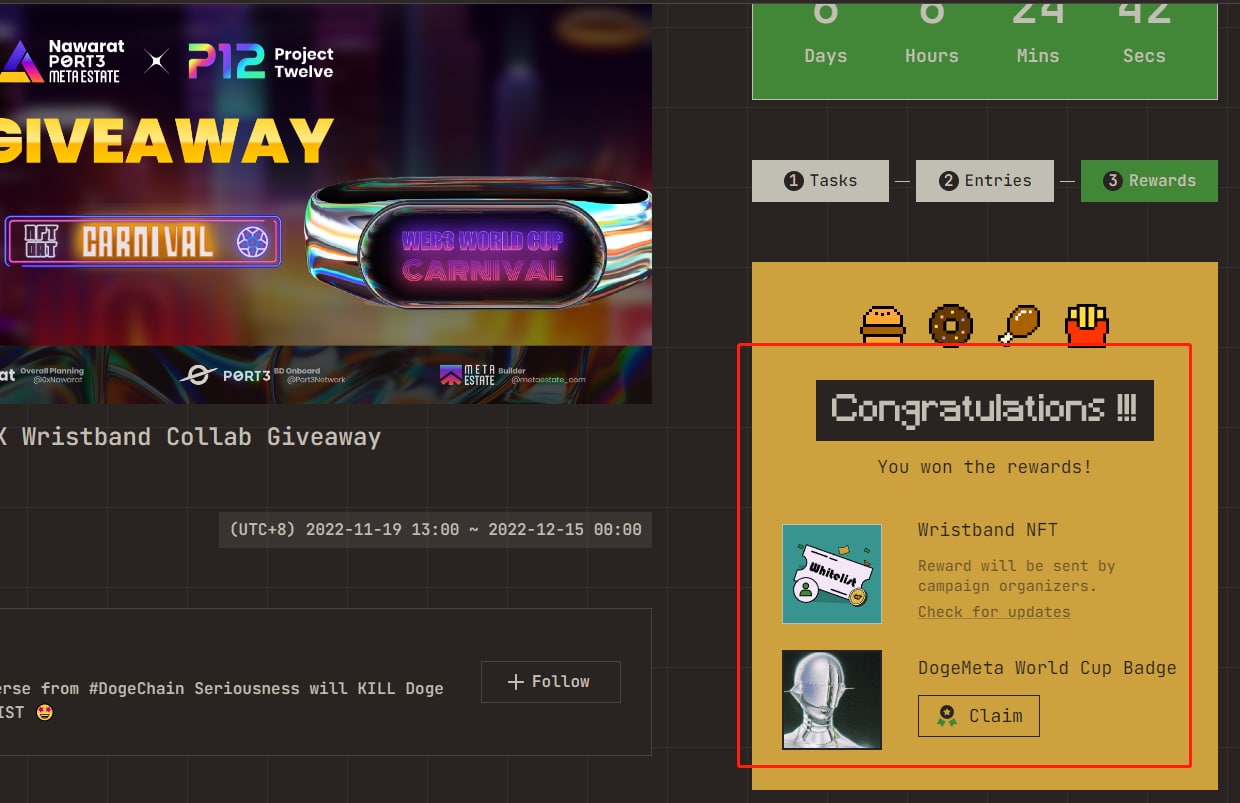 Nawarat
PØRT3
META ESTATE
P12
Project
Twelve
GIVEAWAY
NFT
CARNIVAL
WEB3 WORLD CUP
CARNIVAL
at
Overall Planning
@0xNawarat
PØRT3
BD Onboard
@Port3Network
META
ESTATE
Builder
@metaestate_com
X Wristband Collab Giveaway
(UTC+8) 2022-11-19 13:00 ~ 2022-12-15 00:00
erse from #DogeChain Seriousness will KILL Doge
IST 🤩
+ Follow
6 6 24 42
Days Hours Mins Secs
1 Tasks
2 Entries
3 Rewards
Congratulations !!!
You won the rewards!
Whitelist
Wristband NFT
Reward will be sent by
campaign organizers.
Check for updates
DogeMeta World Cup Badge
Claim